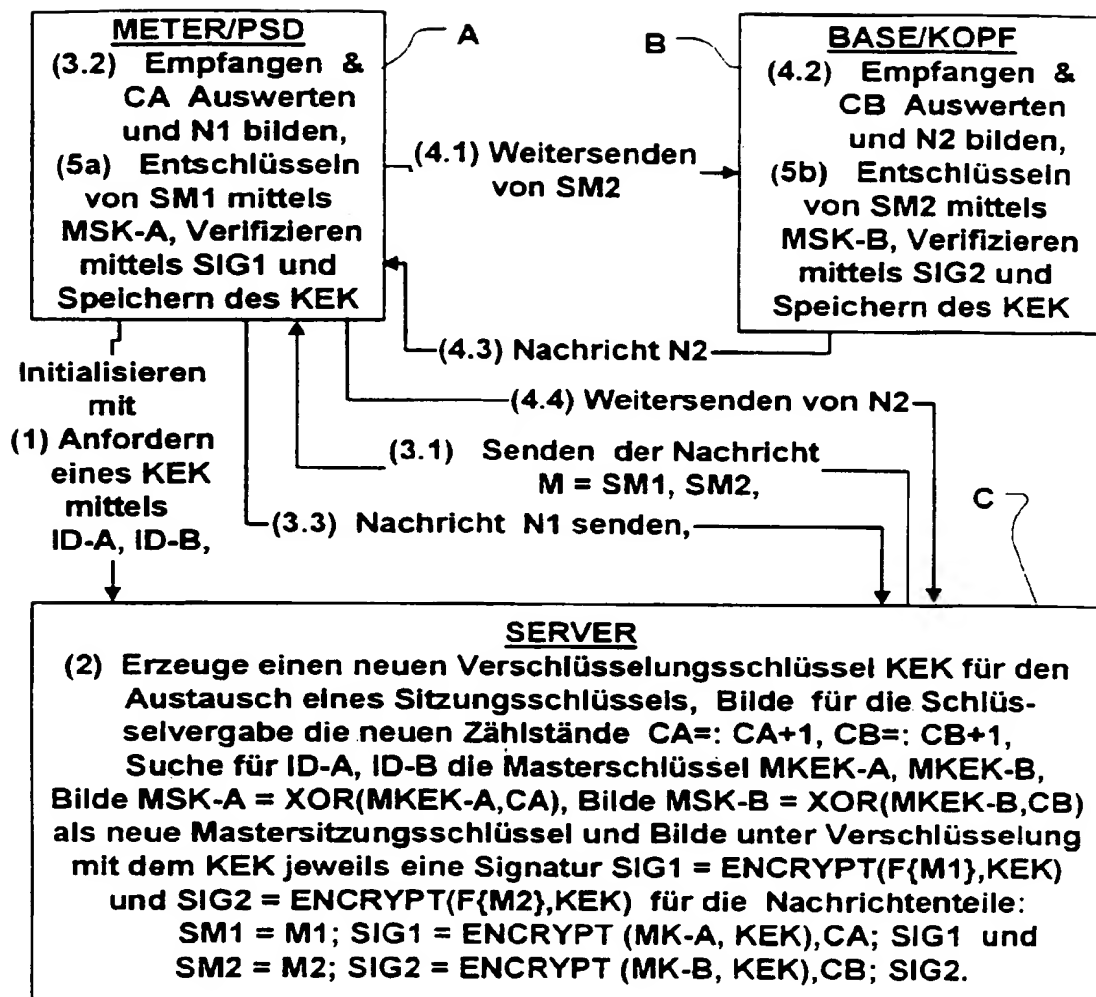 METER/PSD
(3.2) Empfangen &
CA Auswerten
und N1 bilden,
(5a) Entschlüsseln
von SM1 mittels
MSK-A, Verifizieren
mittels SIG1 und
Speichern des KEK
A
B
BASE/KOPF
(4.2) Empfangen &
CB Auswerten
und N2 bilden,
(5b) Entschlüsseln
von SM2 mittels
MSK-B, Verifizieren
mittels SIG2 und
Speichern des KEK
(4.1) Weitersenden
von SM2
(4.3) Nachricht N2
(4.4) Weitersenden von N2
Initialisieren
mit
(1) Anfordern
eines KEK
mittels
ID-A, ID-B,
(3.1) Senden der Nachricht
M = SM1, SM2,
(3.3) Nachricht N1 senden,
C
SERVER
(2) Erzeuge einen neuen Verschlüsselungsschlüssel KEK für den
Austausch eines Sitzungsschlüssels, Bilde für die Schlüs-
selvergabe die neuen Zählstände CA=: CA+1, CB=: CB+1,
Suche für ID-A, ID-B die Masterschlüssel MKEK-A, MKEK-B,
Bilde MSK-A = XOR(MKEK-A,CA), Bilde MSK-B = XOR(MKEK-B,CB)
als neue Mastersitzungsschlüssel und Bilde unter Verschlüsselung
mit dem KEK jeweils eine Signatur SIG1 = ENCRYPT(F{M1},KEK)
und SIG2 = ENCRYPT(F{M2},KEK) für die Nachrichtenteile:
SM1 = M1; SIG1 = ENCRYPT (MK-A, KEK),CA; SIG1 und
SM2 = M2; SIG2 = ENCRYPT (MK-B, KEK),CB; SIG2.